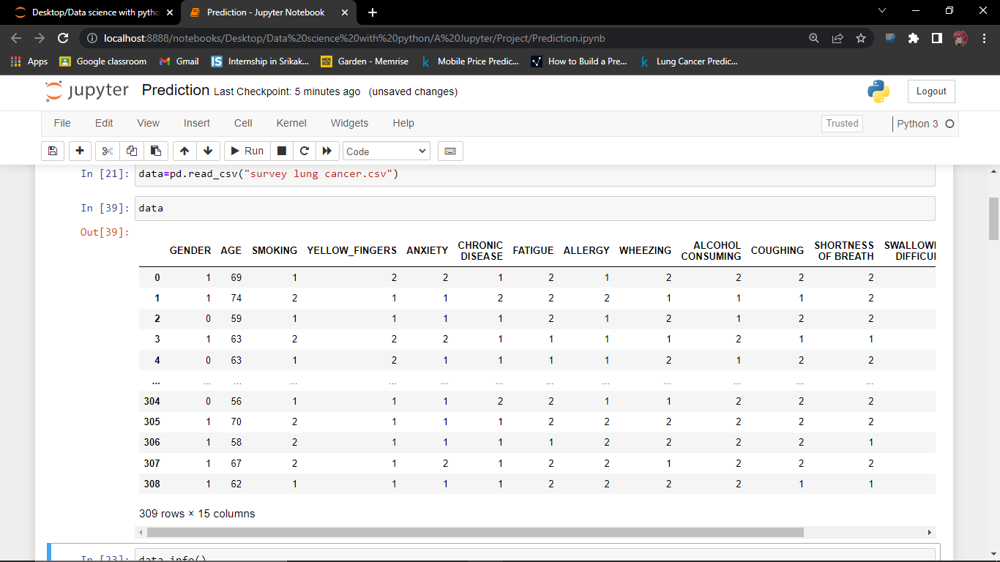 Desktop/Data science with pytho
Prediction - Jupyter Notebook
localhost:8888/notebooks/Desktop/Data%20science%20with%20python/A%20Jupyter/Project/Prediction.ipynb
Apps Google classroom Gmail IS Internship in Srikak... Garden - Memrise k Mobile Price Predic... How to Build a Pre... k Lung Cancer Predic...
jupyter Prediction Last Checkpoint: 5 minutes ago (unsaved changes) Logout
File Edit View Insert Cell Kernel Widgets Help Trusted Python 3
Run Code
In [21]: data=pd.read_csv("survey lung cancer.csv")
In [39]: data
Out[39]:
GENDER AGE SMOKING YELLOW_FINGERS ANXIETY CHRONIC DISEASE FATIGUE ALLERGY WHEEZING ALCOHOL CONSUMING COUGHING SHORTNESS OF BREATH SWALLOWI DIFFICUL
0 1 69 1 2 2 1 2 1 2 2 2 2
1 1 74 2 1 1 2 2 2 1 1 1 2
2 0 59 1 1 1 1 2 1 2 1 2 2
3 1 63 2 2 2 1 1 1 1 2 1 1
4 0 63 1 2 1 1 1 1 2 1 2 2
... ... ... ... ... ... ... ... ... ... ... ... ...
304 0 56 1 1 1 2 2 1 1 2 2 2
305 1 70 2 1 1 1 2 2 2 2 2 2
306 1 58 2 1 1 1 1 2 2 2 2 1
307 1 67 2 1 2 1 2 2 1 2 2 2
308 1 62 1 1 1 1 2 2 2 2 1 1
309 rows × 15 columns
In [23]: data.info()